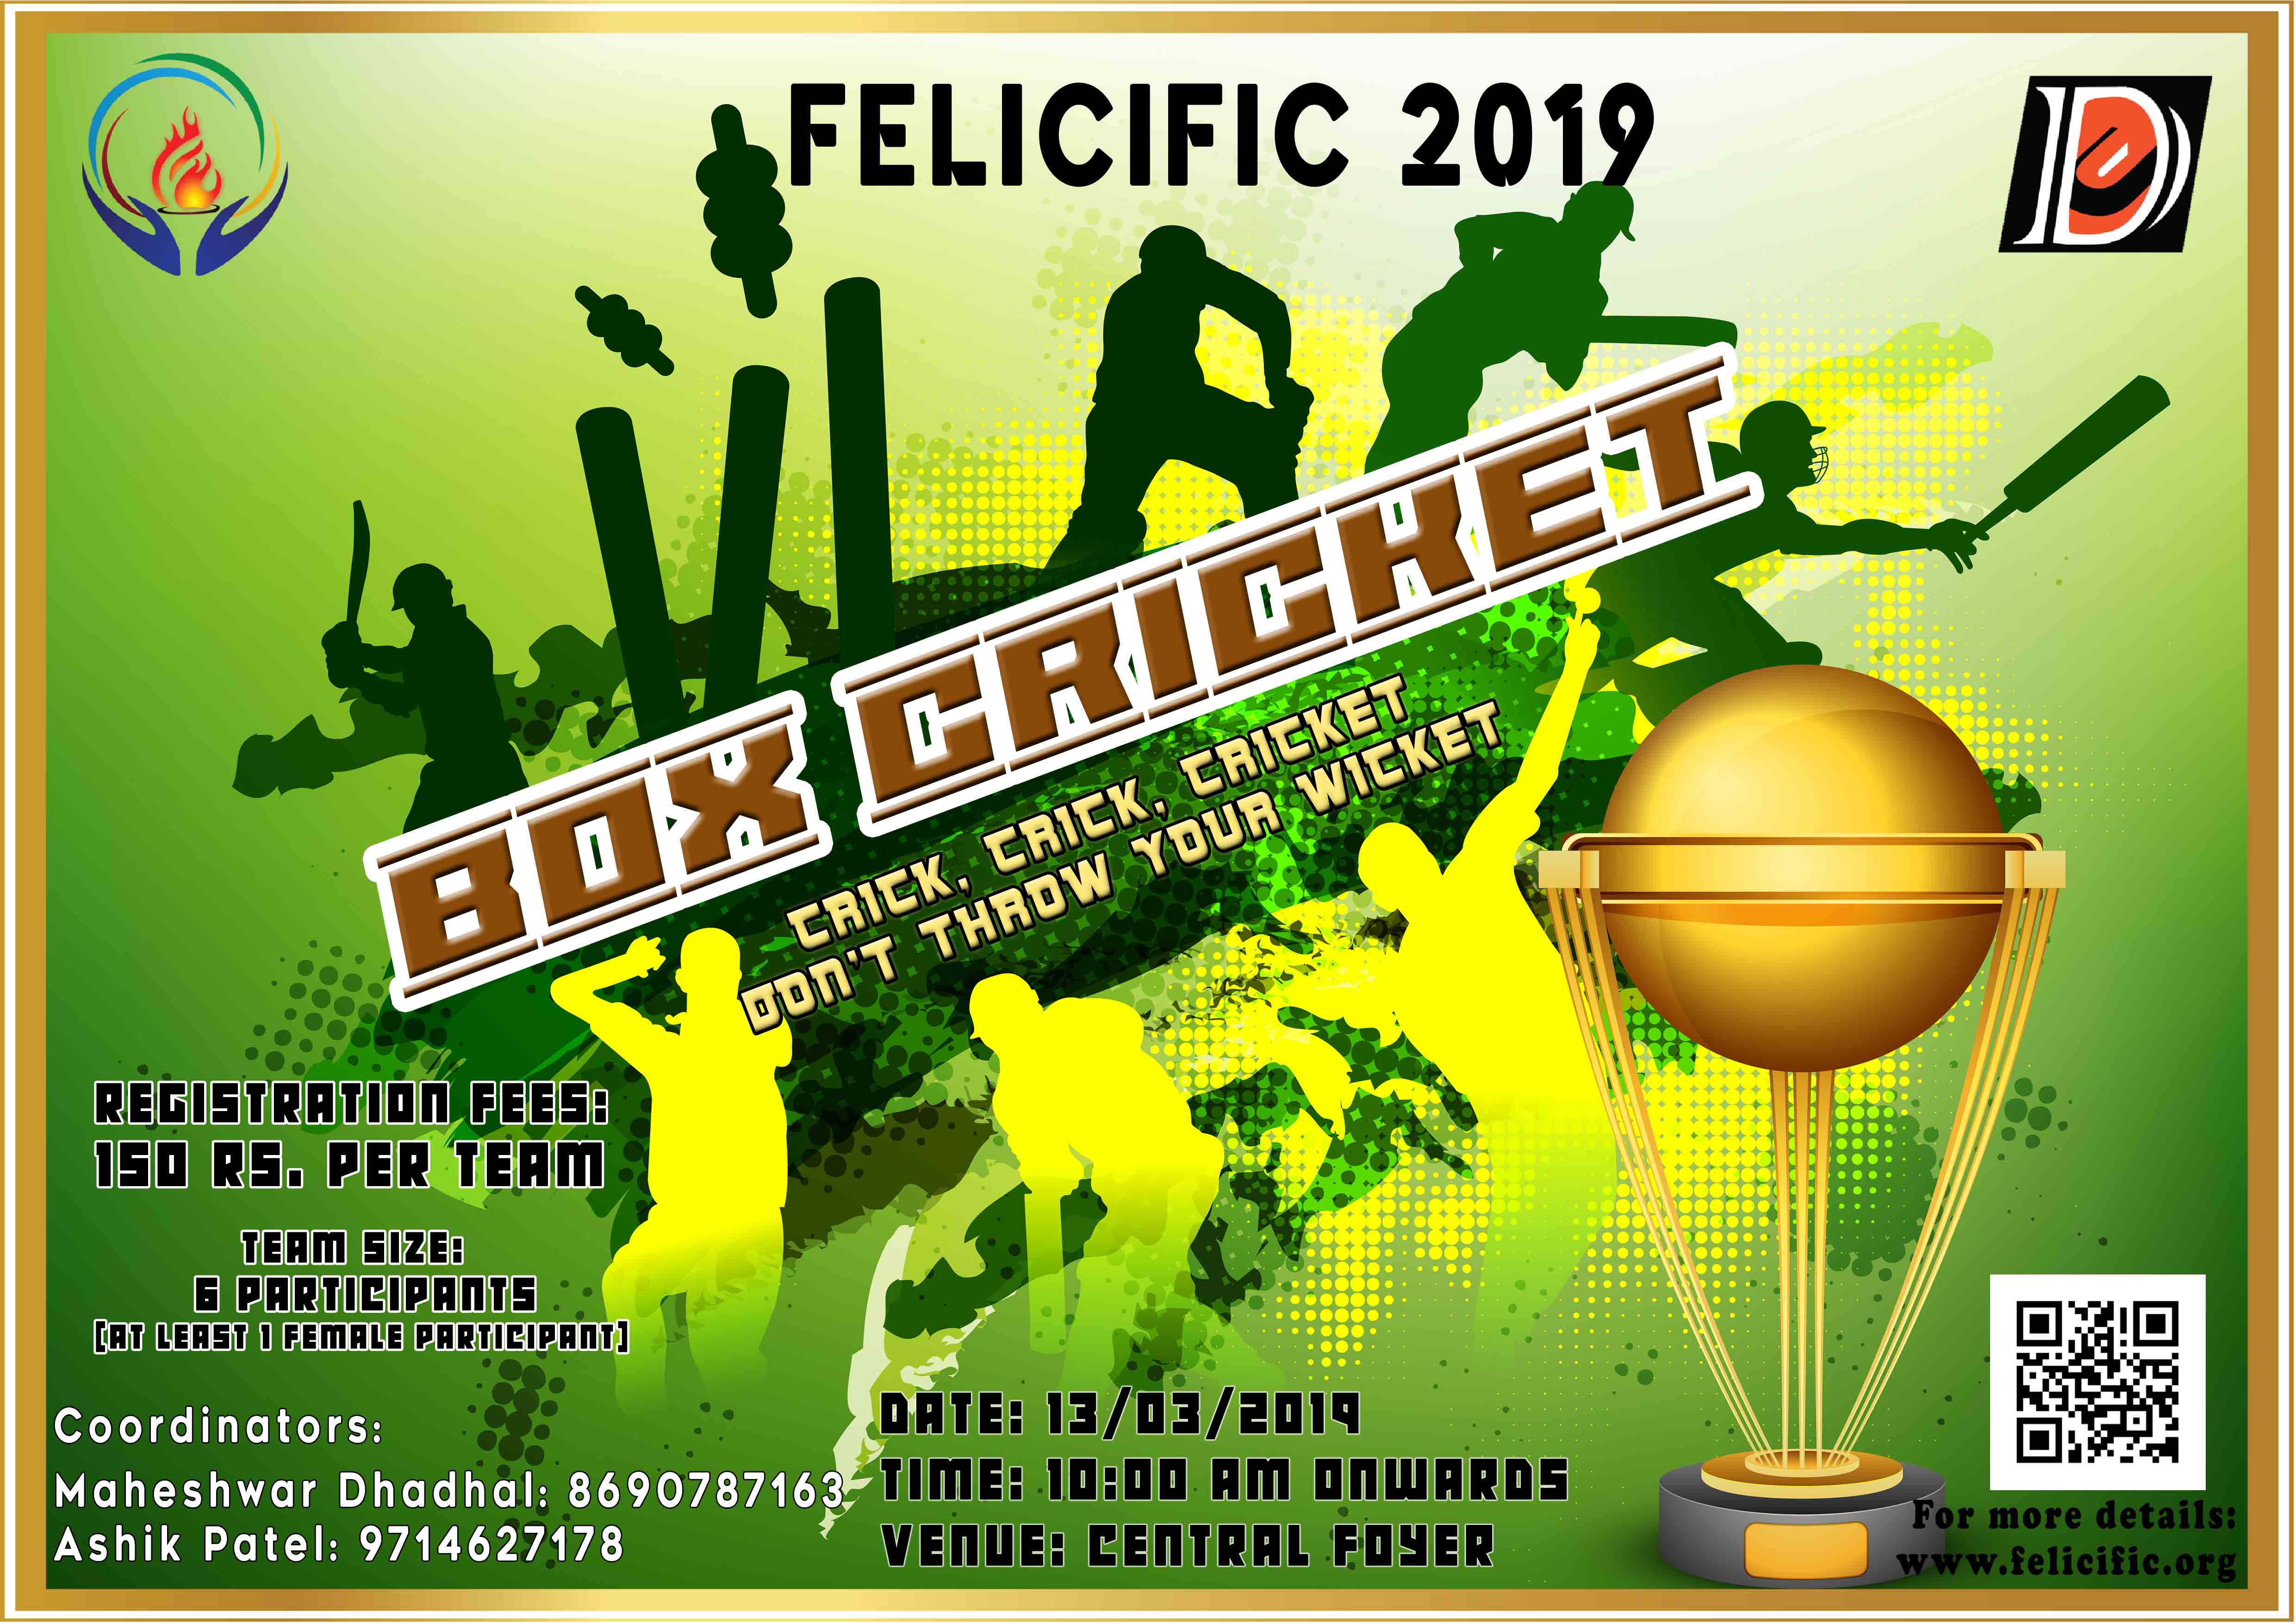 FELICIFIC 2019
BOX CRICKET
CRICK, CRICK, CRICKET
DON'T THROW YOUR WICKET
REGISTRATION FEES:
150 RS. PER TEAM
TEAM SIZE:
6 PARTICIPANTS
[AT LEAST 1 FEMALE PARTICIPANT]
Coordinators:
Maheshwar Dhadhal: 8690787163
Ashik Patel: 9714627178
DATE: 13/03/2019
TIME: 10:00 AM ONWARDS
VENUE: CENTRAL FOYER
For more details:
www.felicific.org